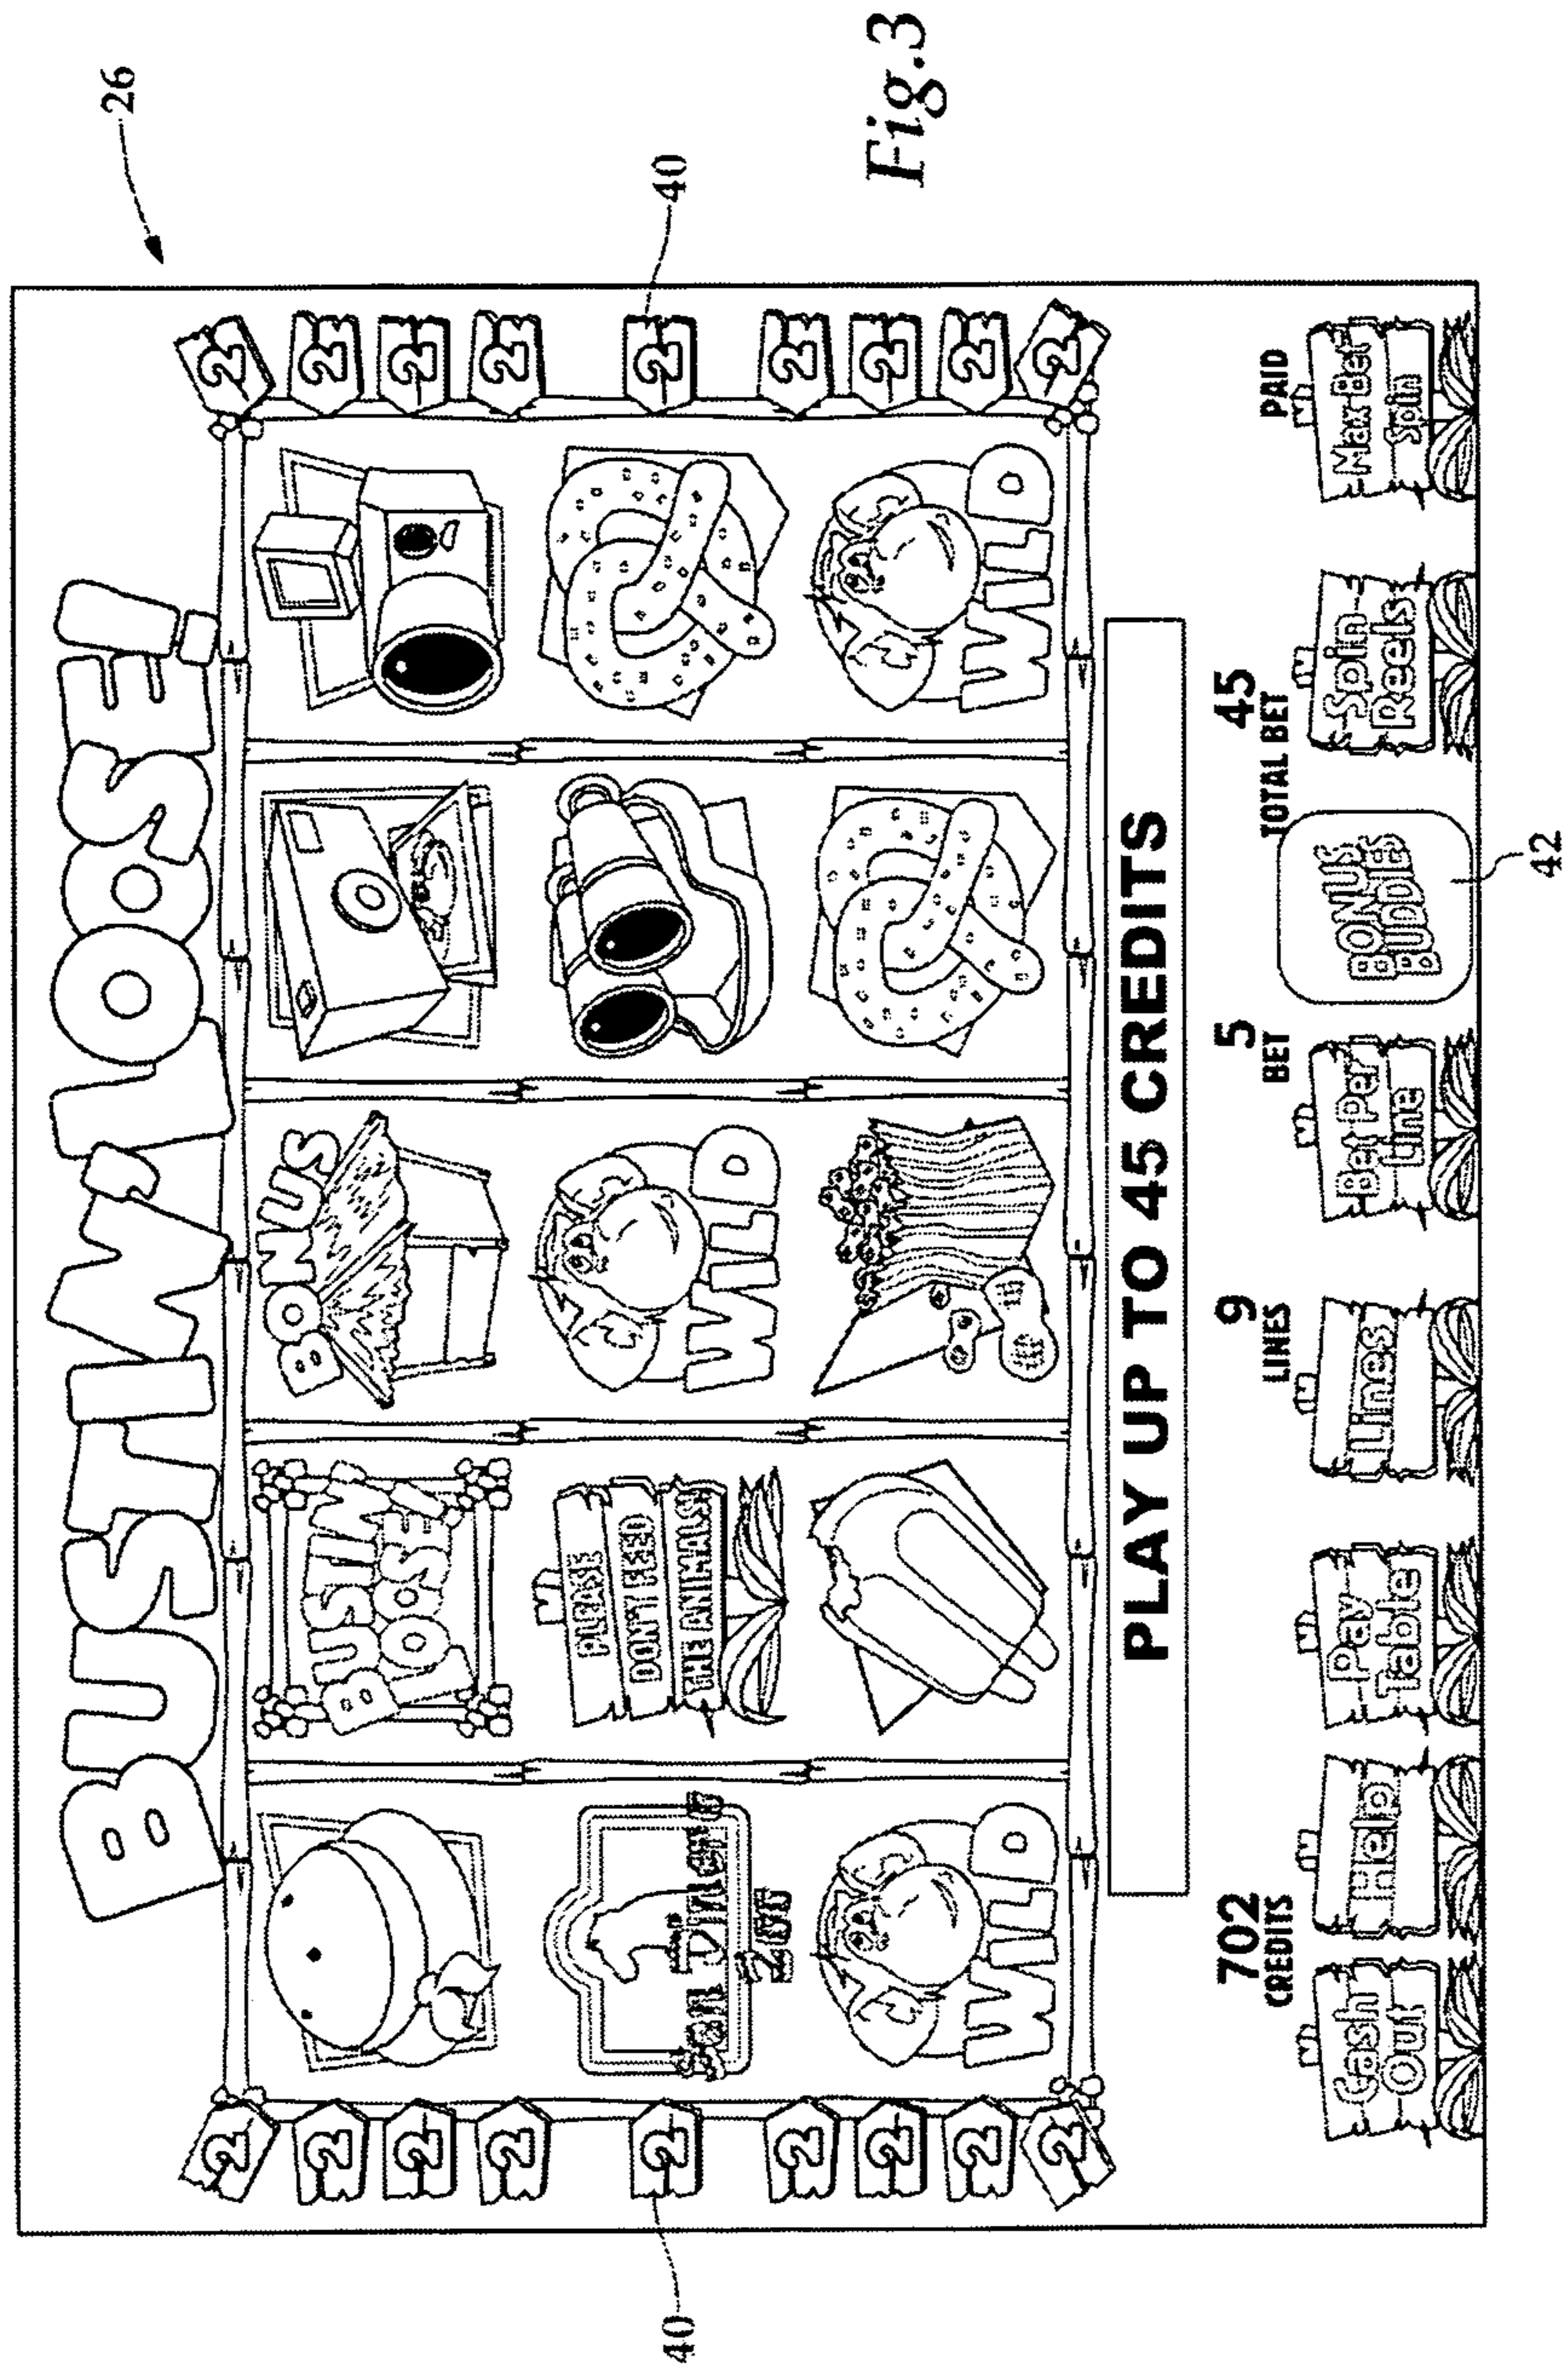 26
BUSTIN' LOOSE!
2 2
2 2
2 2
2 2
40 2 2 40
2 2
2 2
2 2
2 2
BUSTIN'
LOOSE!
BONUS
PLEASE
DON'T FEED
THE ANIMALS
WILD
ZOO
WILD
WILD
PLAY UP TO 45 CREDITS
702 9 5 45
CREDITS LINES BET TOTAL BET PAID
Cash
Out
Help
Pay
Table
Lines
Bet Per
Line
BONUS
BUDDIES
Spin
Reels
Max Bet
Spin
42
Fig.3